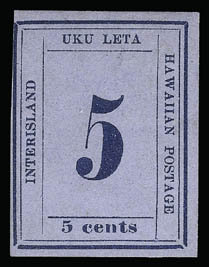 UKU LETA
INTERISLAND
5
HAWAIIAN POSTAGE
5 cents